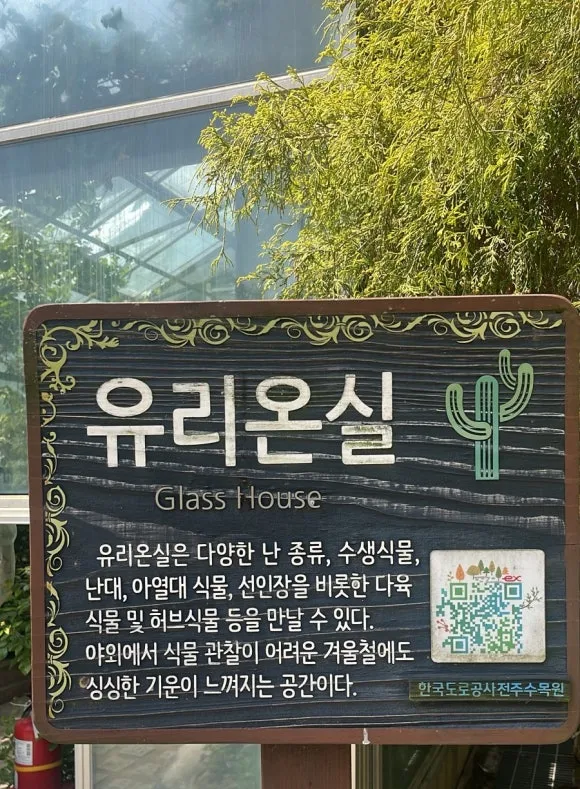 유리온실
Glass House
유리온실은 다양한 난 종류, 수생식물,
난대, 아열대 식물, 선인장을 비롯한 다육
식물 및 허브식물 등을 만날 수 있다.
야외에서 식물 관찰이 어려운 겨울철에도
싱싱한 기운이 느껴지는 공간이다.
ex
한국도로공사전주수목원